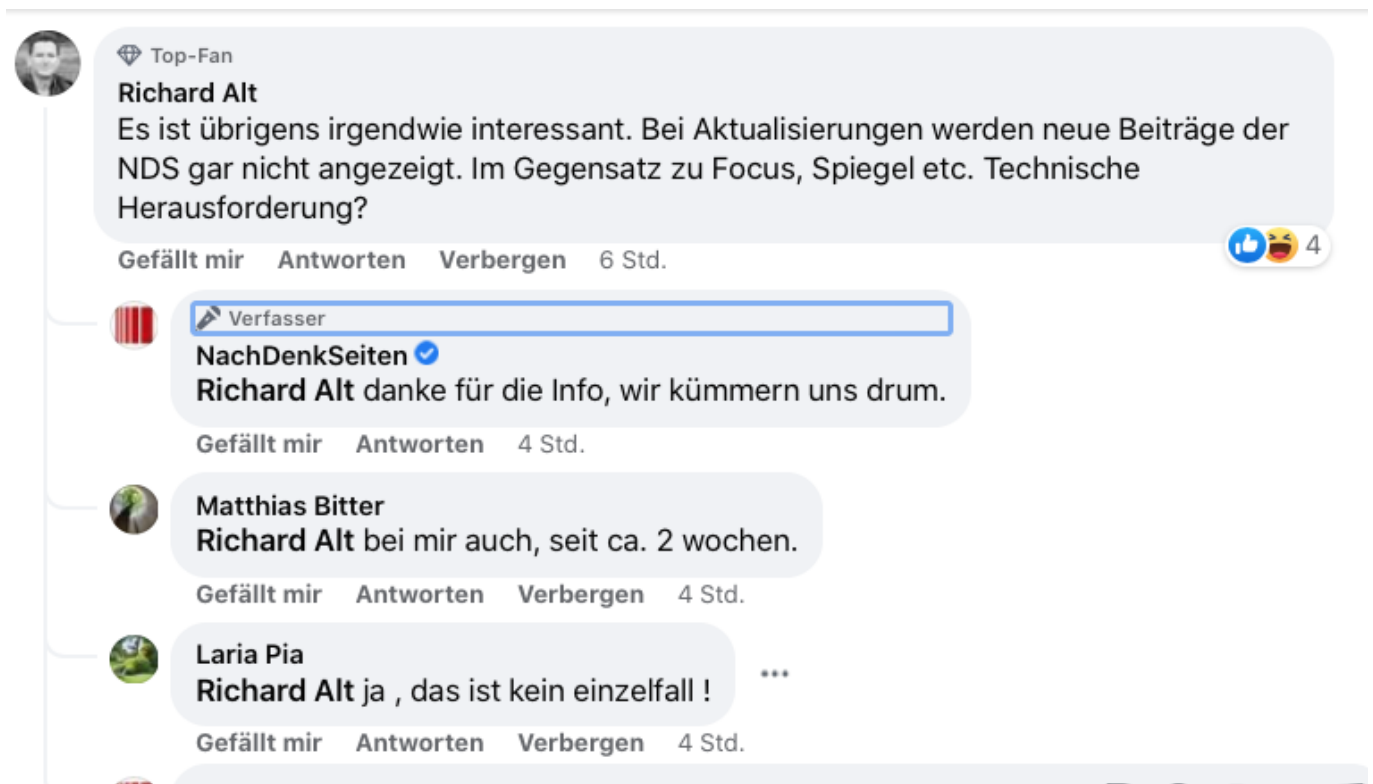 Top-Fan
Richard Alt
Es ist übrigens irgendwie interessant. Bei Aktualisierungen werden neue Beiträge der
NDS gar nicht angezeigt. Im Gegensatz zu Focus, Spiegel etc. Technische
Herausforderung?
Gefällt mir Antworten Verbergen 6 Std. 4
Verfasser
NachDenkSeiten
Richard Alt danke für die Info, wir kümmern uns drum.
Gefällt mir Antworten 4 Std.
Matthias Bitter
Richard Alt bei mir auch, seit ca. 2 wochen.
Gefällt mir Antworten Verbergen 4 Std.
Laria Pia
Richard Alt ja , das ist kein einzelfall !
Gefällt mir Antworten Verbergen 4 Std.